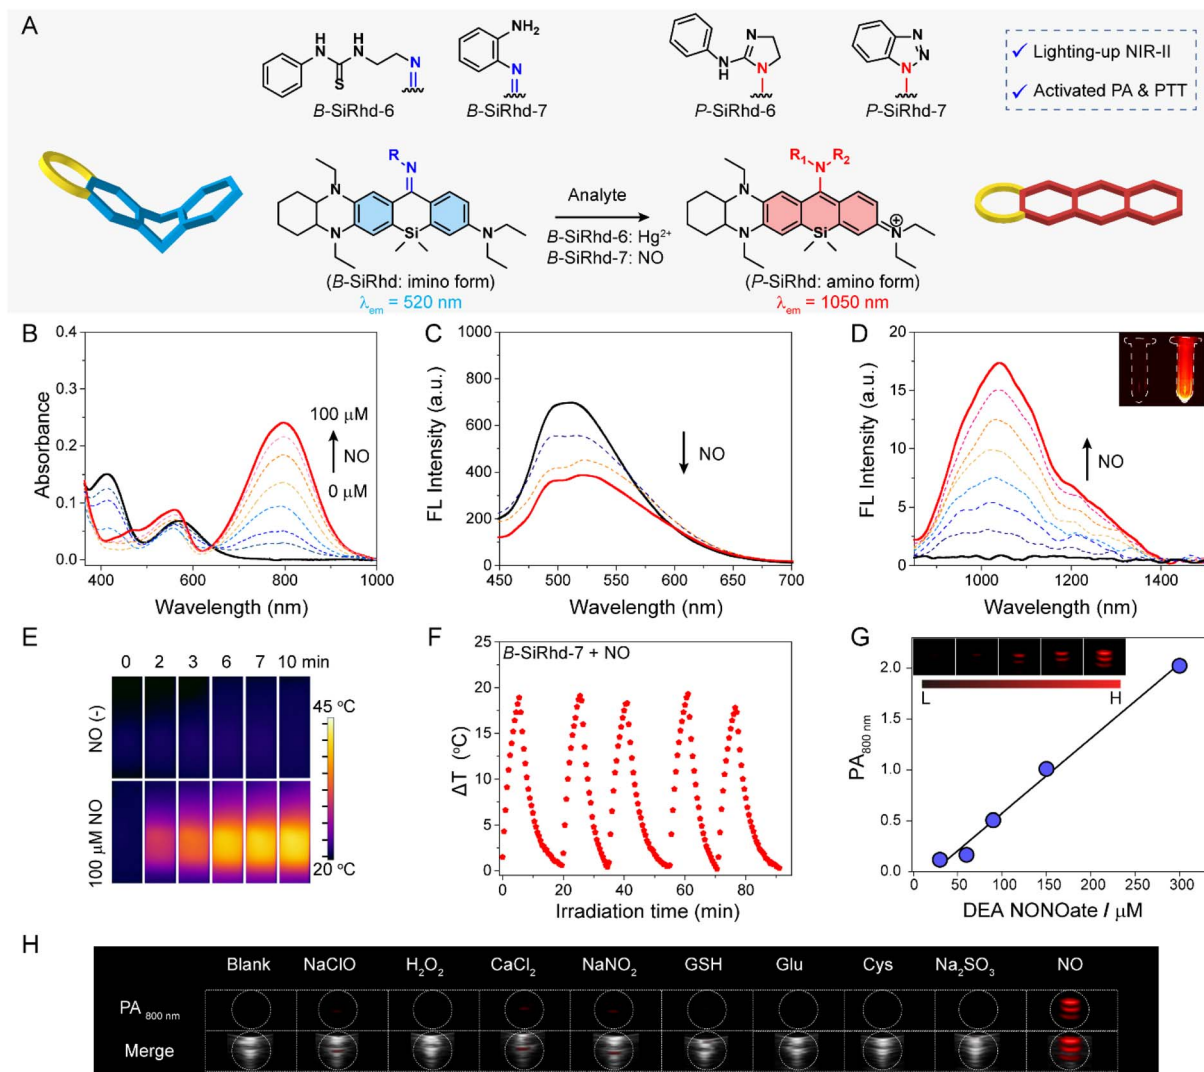 A
H
N
H
N
S
N
B-SiRhd-6
NH₂
N
B-SiRhd-7
N
N
H
N
P-SiRhd-6
N
N
N
P-SiRhd-7
✓ Lighting-up NIR-II
✓ Activated PA & PTT
R
N
N
N
Si
N
(B-SiRhd: imino form)
λem = 520 nm
Analyte
B-SiRhd-6: Hg²⁺
B-SiRhd-7: NO
R₁ R₂
N
N
N
Si
N
+
(P-SiRhd: amino form)
λem = 1050 nm
B
0.4
0.3
0.2
0.1
0.0
Absorbance
100 μM
NO
0 μM
400 600 800 1000
Wavelength (nm)
C
1000
800
600
400
200
0
FL Intensity (a.u.)
NO
450 500 550 600 650 700
Wavelength (nm)
D
20
15
10
5
0
FL Intensity (a.u.)
NO
1000 1200 1400
Wavelength (nm)
E
0 2 3 6 7 10 min
NO (-)
100 μM NO
45 ºC
20 ºC
F
B-SiRhd-7 + NO
25
20
15
10
5
0
ΔT (ºC)
0 20 40 60 80
Irradiation time (min)
G
L H
2.0
1.5
1.0
0.5
0.0
PA800 nm
0 50 100 150 200 250 300
DEA NONOate / μM
H
Blank NaClO H₂O₂ CaCl₂ NaNO₂ GSH Glu Cys Na₂SO₃ NO
PA 800 nm
Merge